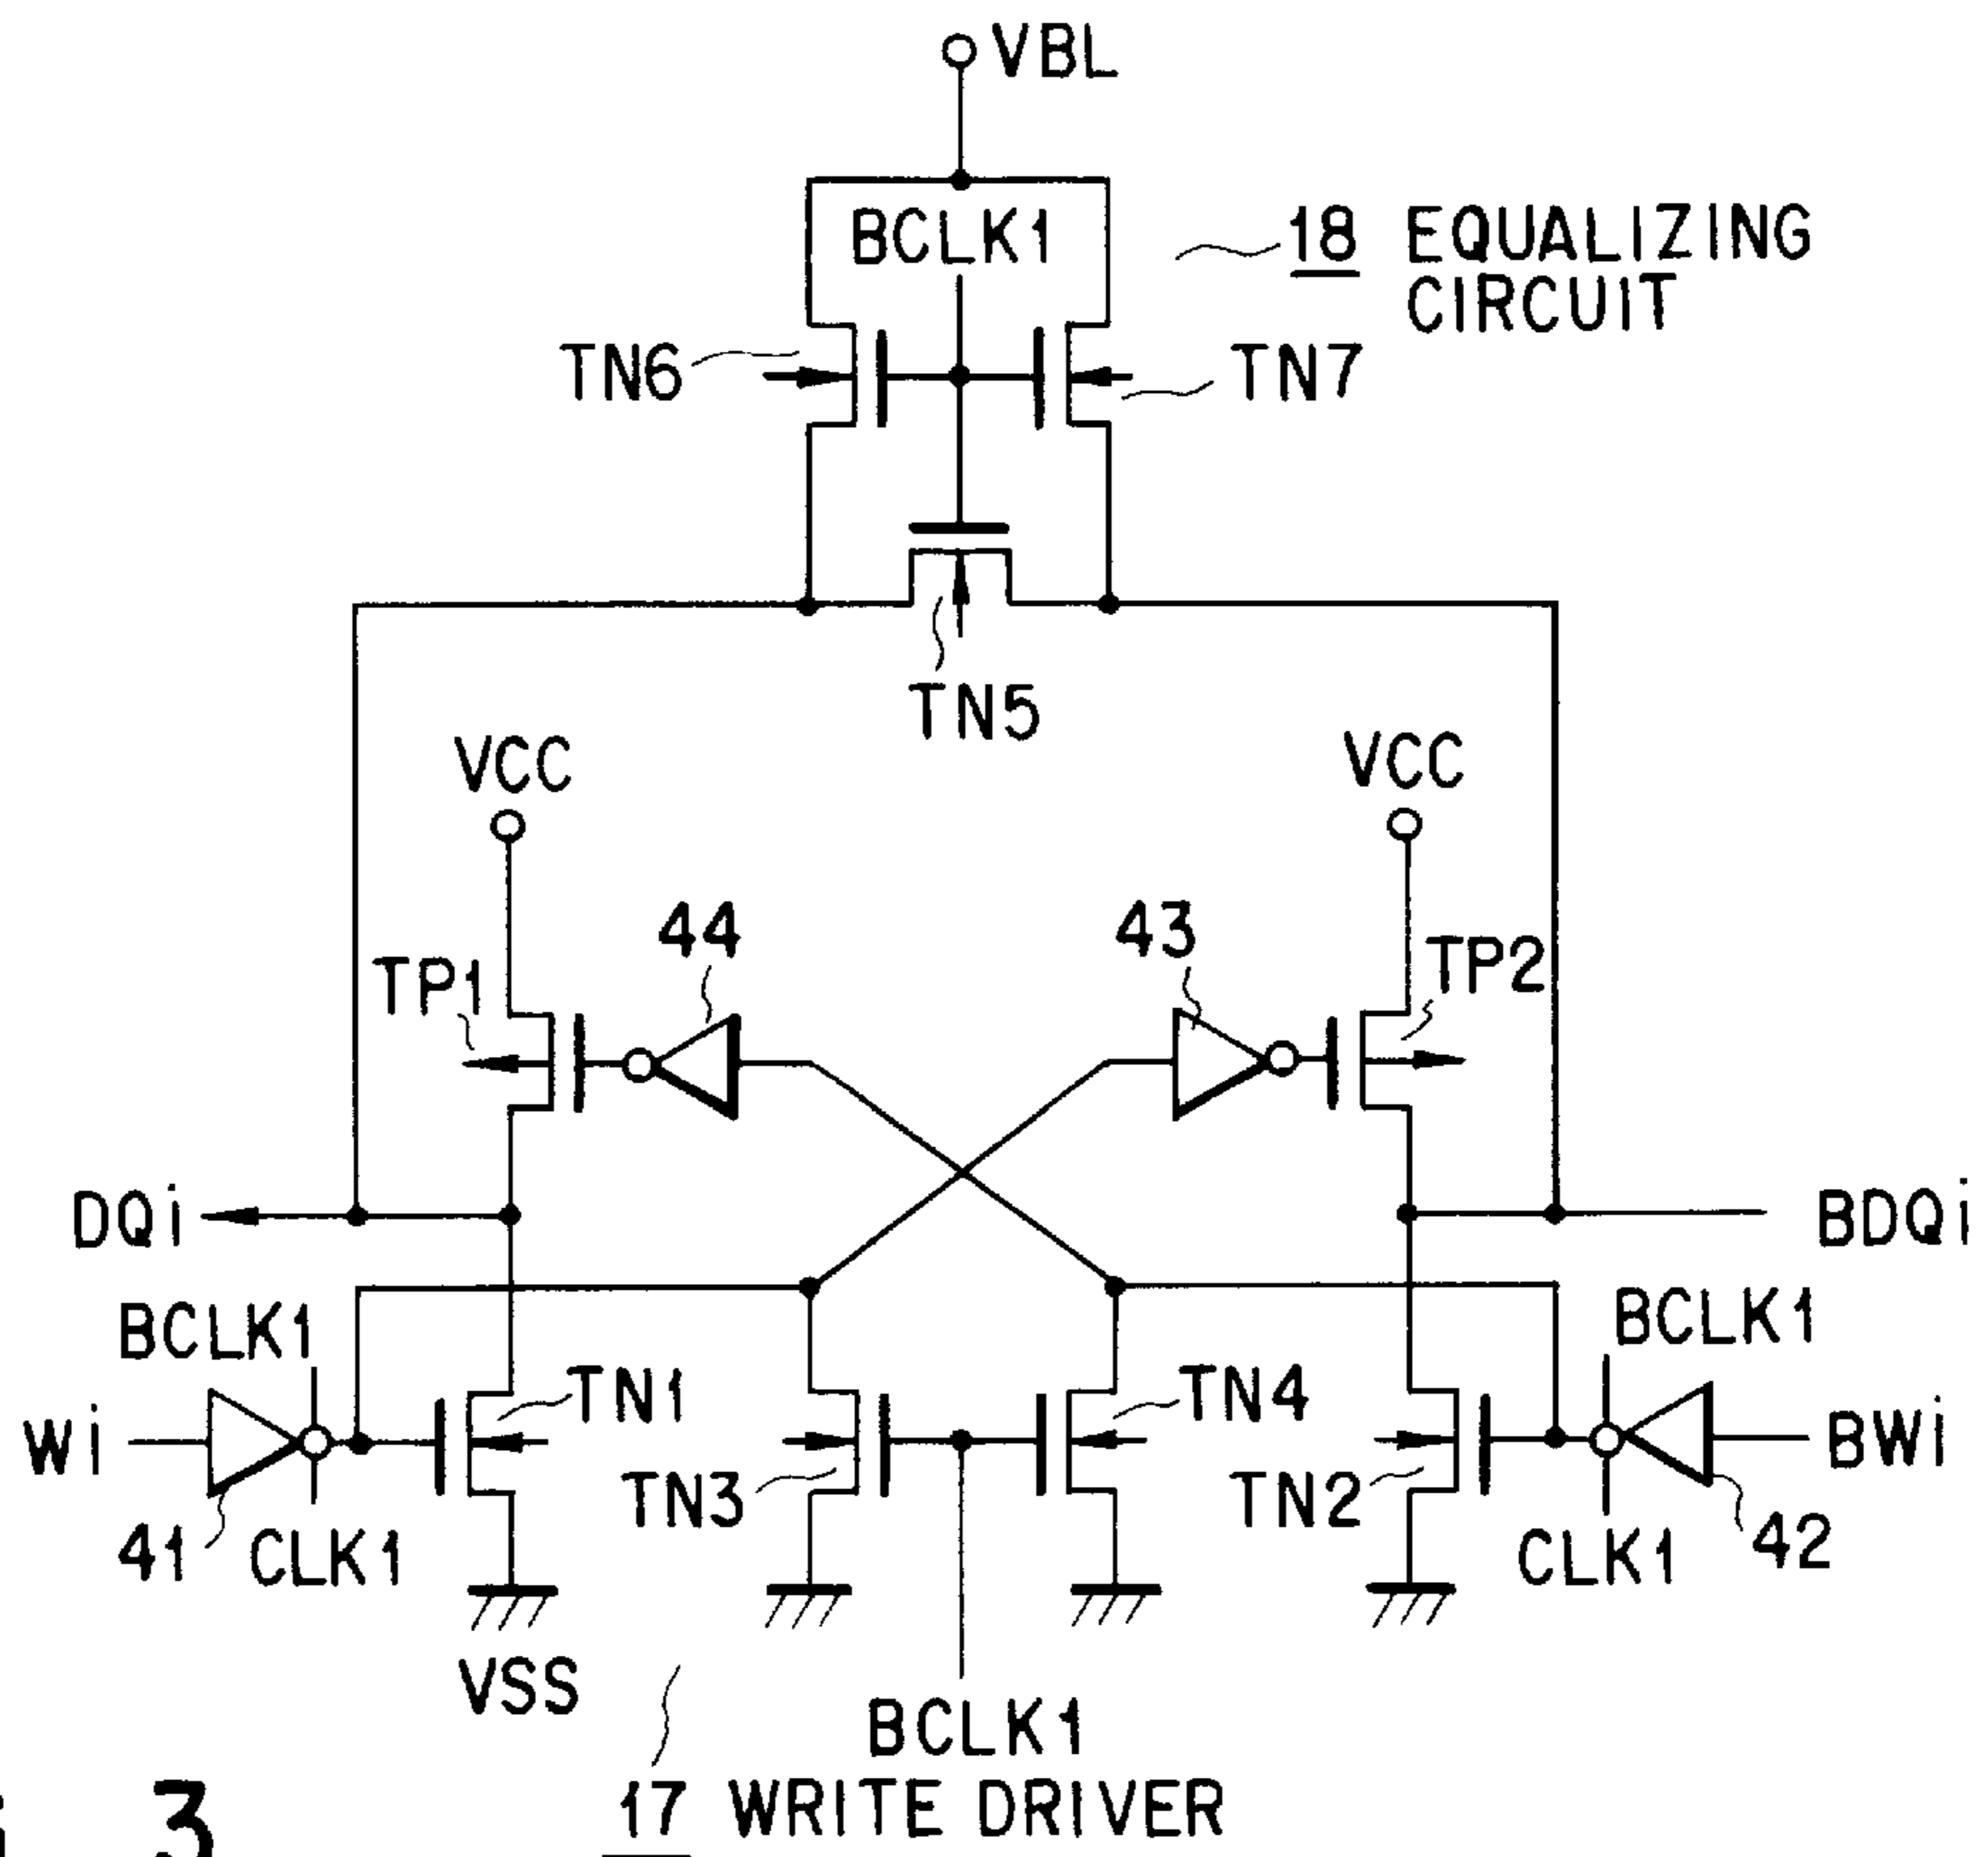 VBL
BCLK1
18 EQUALIZING
CIRCUIT
TN6
TN7
TN5
VCC
VCC
44
43
TP1
TP2
DQi
BDQi
BCLK1
BCLK1
TN1
TN4
Wi
BWi
TN3
TN2
41
CLK1
CLK1
42
VSS
BCLK1
17 WRITE DRIVER
3